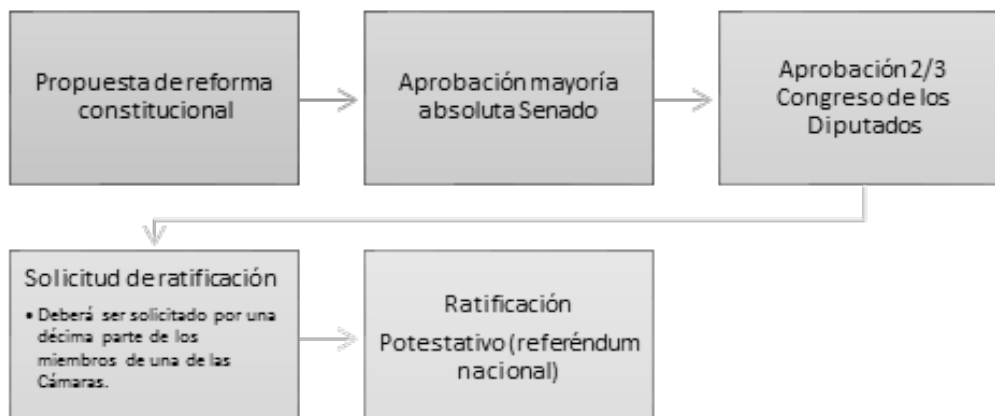 Propuesta de reforma
constitucional
Aprobación mayoría
absoluta Senado
Aprobación 2/3
Congreso de los
Diputados
Solicitud de ratificación
• Deberá ser solicitado por una
décima parte de los
miembros de una de las
Cámaras.
Ratificación
Potestativo (referéndum
nacional)